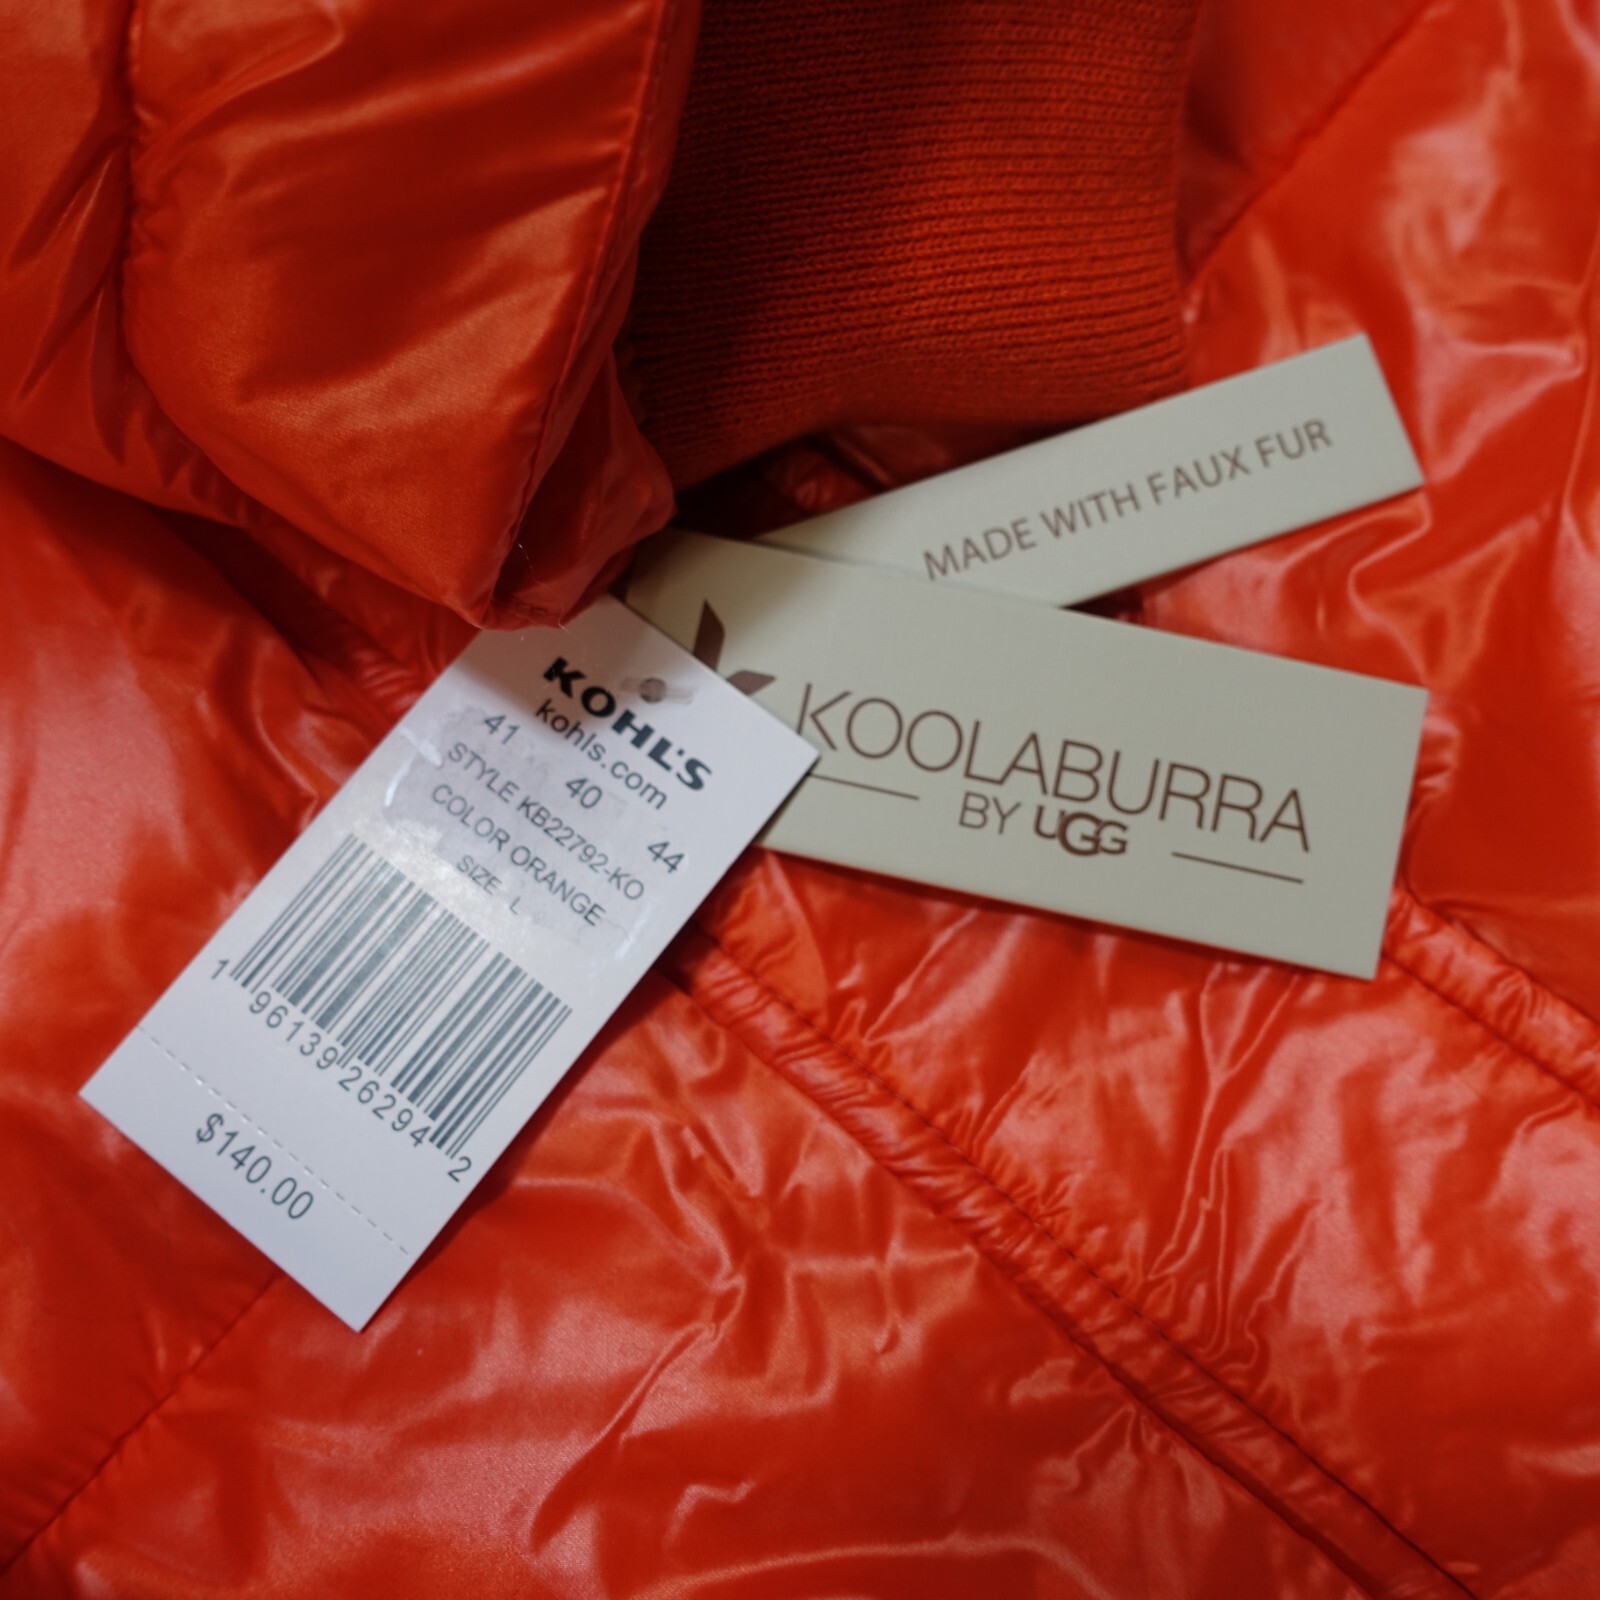 MADE WITH FAUX FUR
KOOLABURRA
BY UGG
KOHL'S
kohls.com
41 40 44
STYLE KB22792-KO
COLOR ORANGE
SIZE L
1 96139 26294 2
$140.00